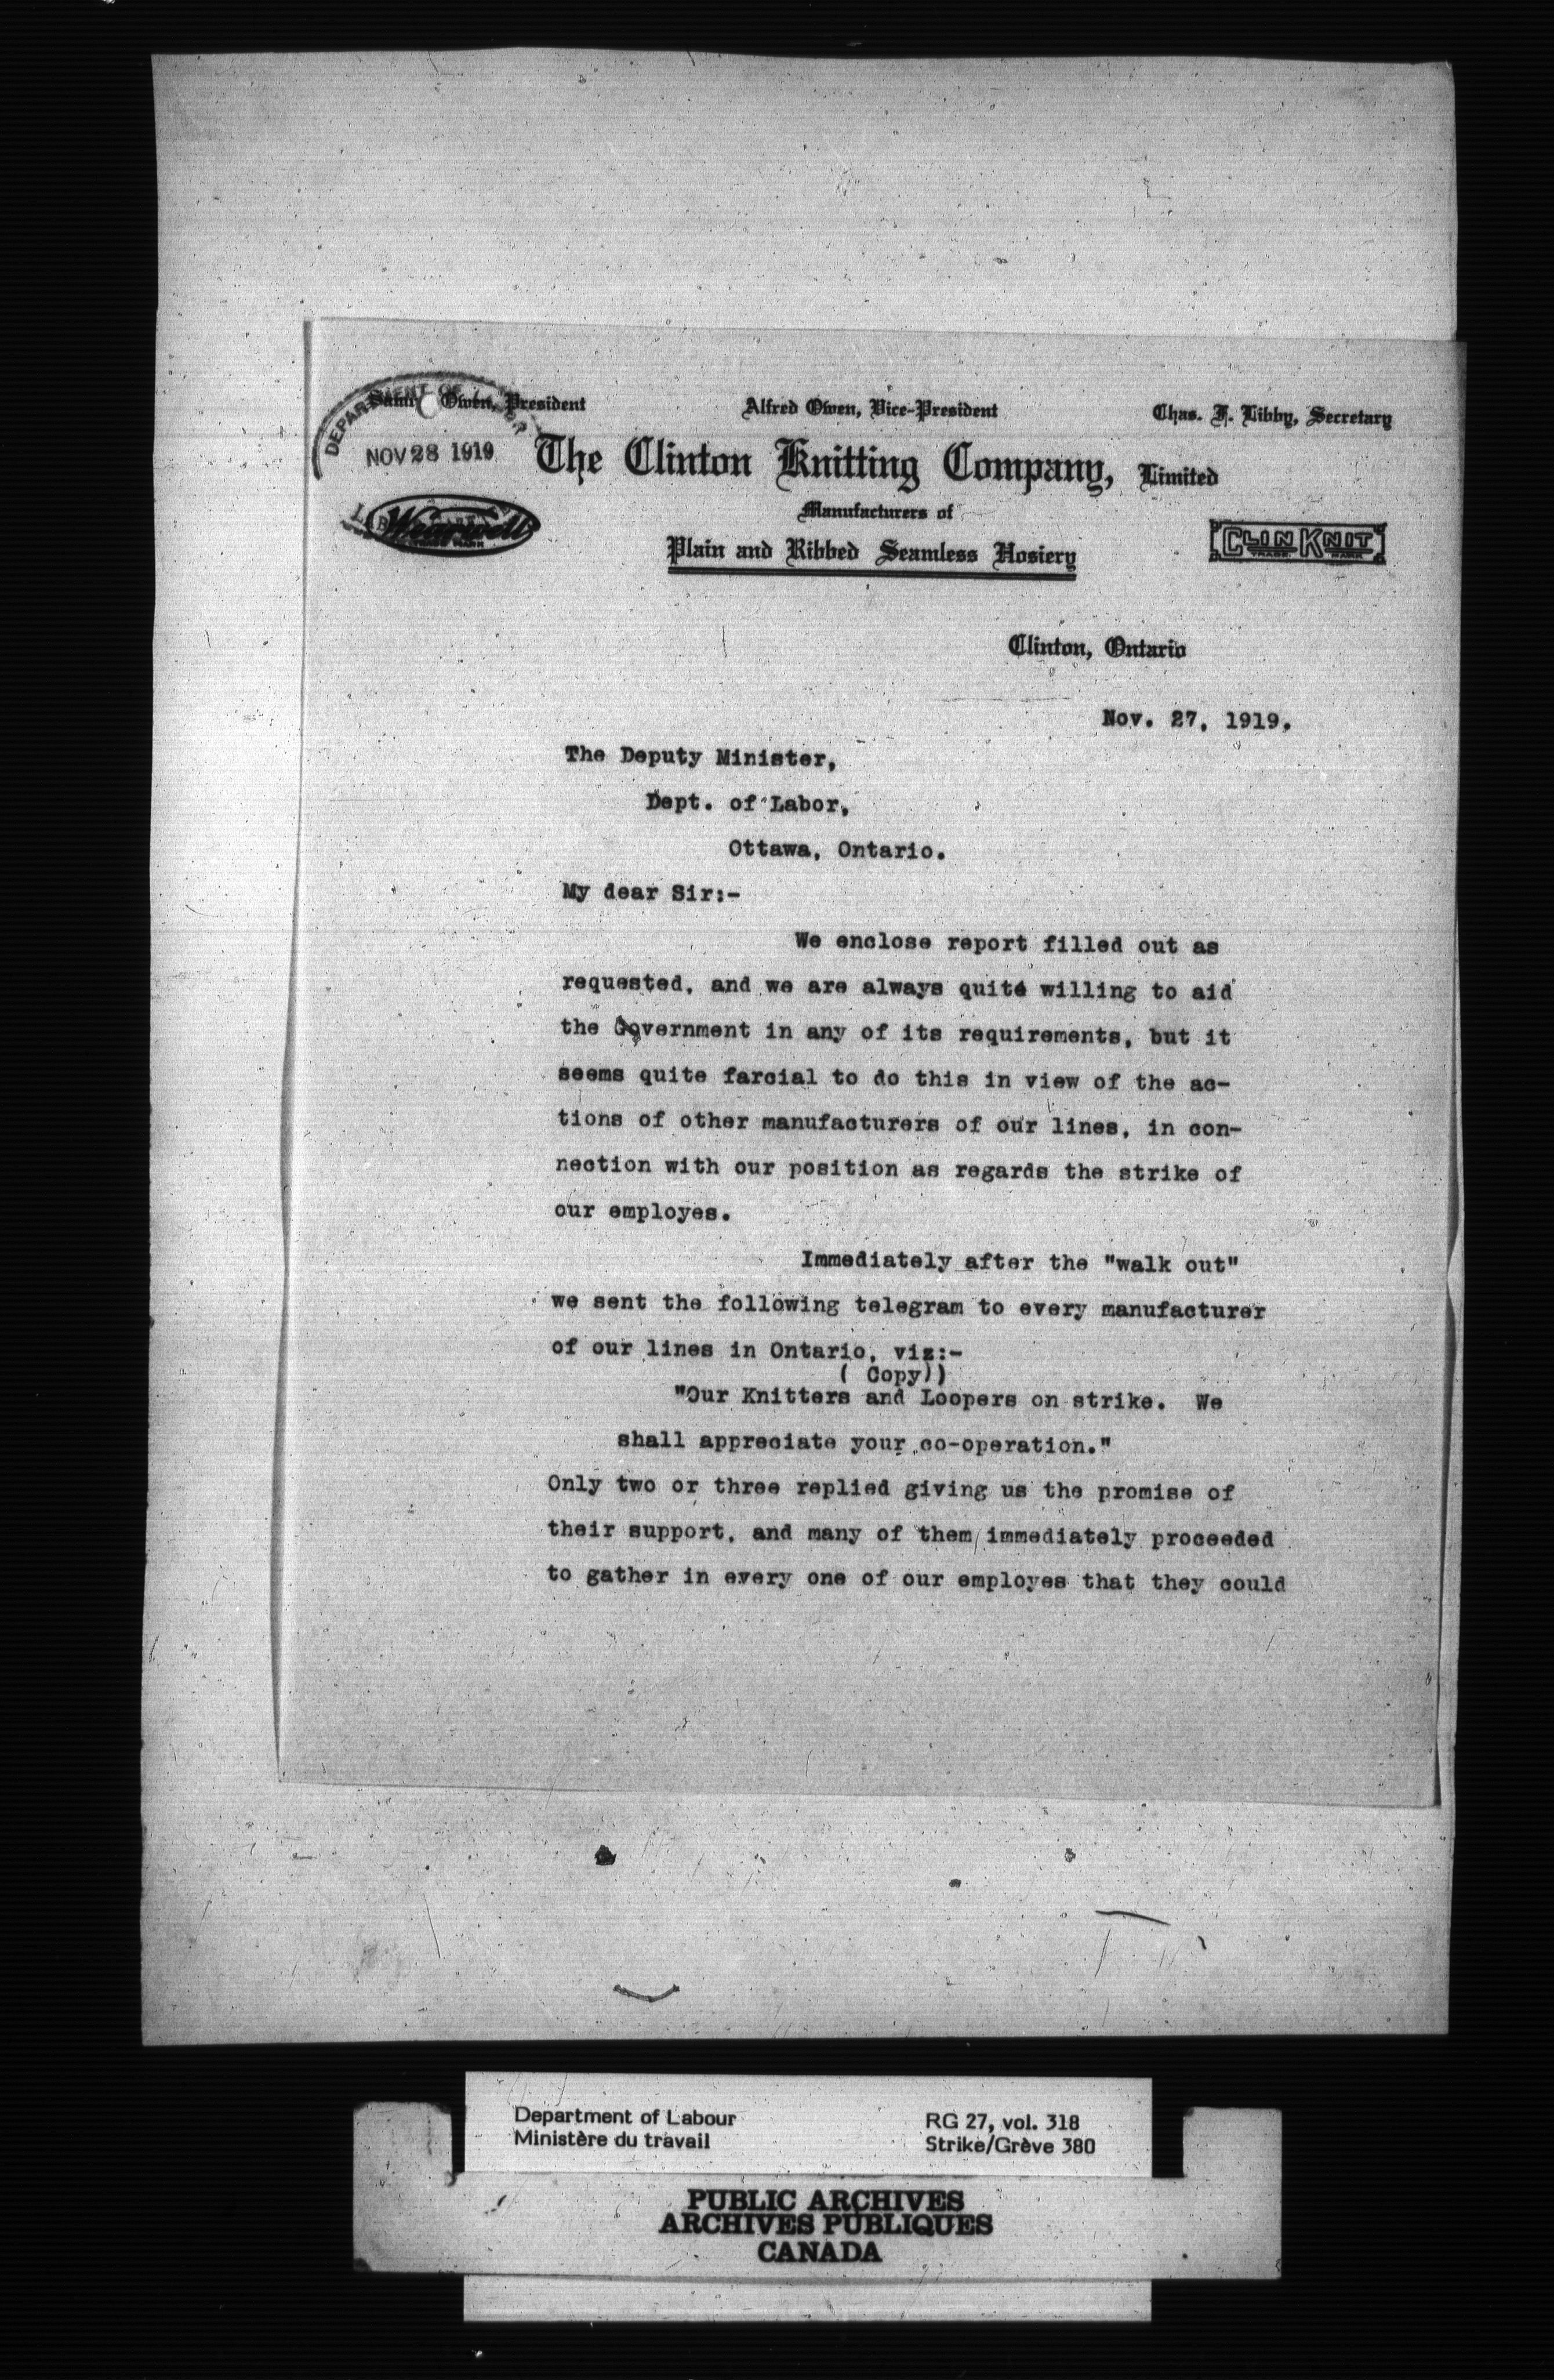 DEPARTMENT OF
NOV 28 1919
Owen, President
Alfred Owen, Vice-President
Chas. F. Libby, Secretary
The Clinton Knitting Company, Limited
Manufacturers of
Plain and Ribbed Seamless Hosiery
Wearwell
TRADE MARK
CLINKNIT
TRADE MARK
Clinton, Ontario
Nov. 27, 1919.
The Deputy Minister,
Dept. of Labor,
Ottawa, Ontario.
My dear Sir:-
We enclose report filled out as
requested, and we are always quite willing to aid
the Government in any of its requirements, but it
seems quite farcial to do this in view of the ac-
tions of other manufacturers of our lines, in con-
nection with our position as regards the strike of
our employes.
Immediately after the "walk out"
we sent the following telegram to every manufacturer
of our lines in Ontario, viz:-
( Copy))
"Our Knitters and Loopers on strike. We
shall appreciate your co-operation."
Only two or three replied giving us the promise of
their support, and many of them immediately proceeded
to gather in every one of our employes that they could
Department of Labour
Ministère du travail
RG 27, vol. 318
Strike/Grève 380
PUBLIC ARCHIVES
ARCHIVES PUBLIQUES
CANADA